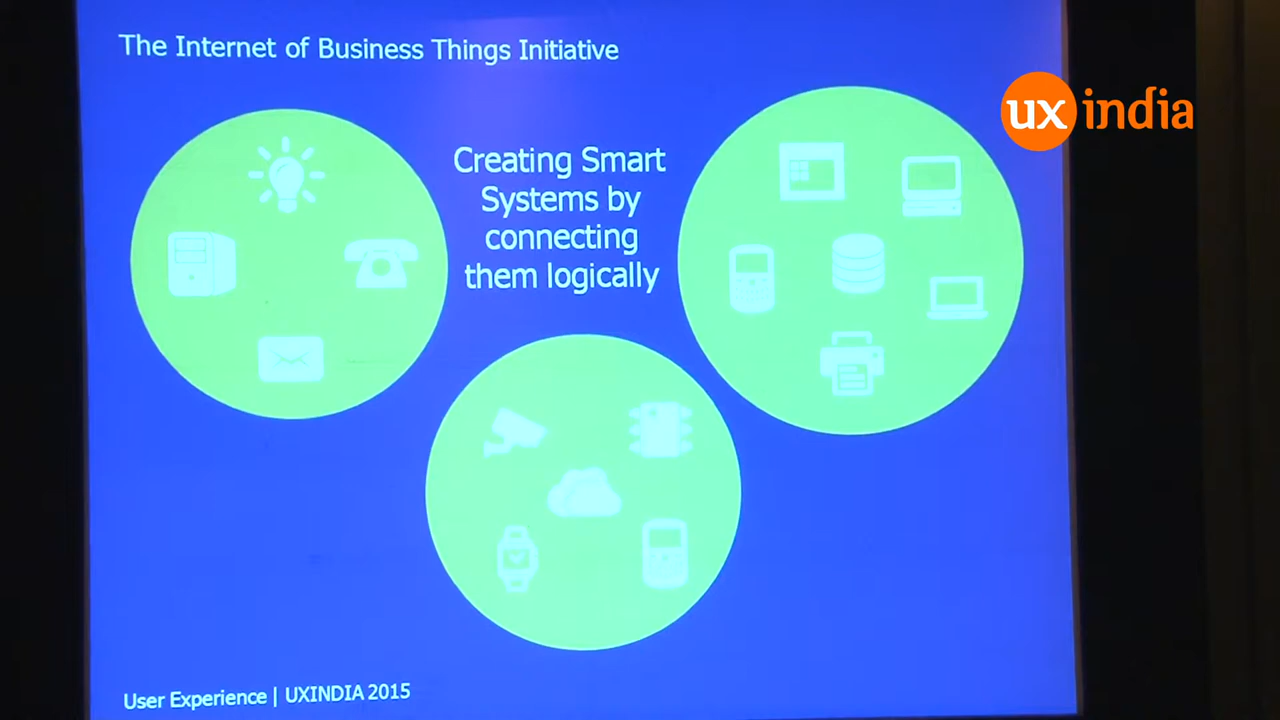 The Internet of Business Things Initiative
ux india
Creating Smart
Systems by
connecting
them logically
User Experience | UXINDIA 2015